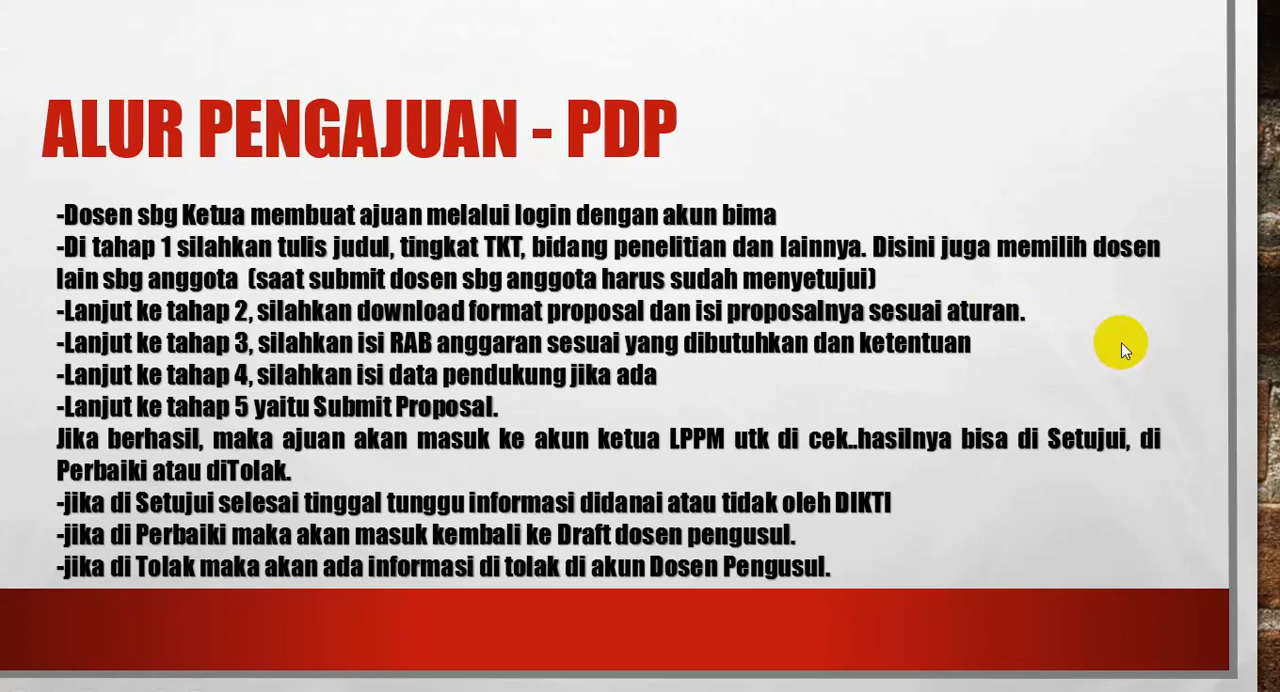 ALUR PENGAJUAN - PDP
-Dosen sbg Ketua membuat ajuan melalui login dengan akun bima
-Di tahap 1 silahkan tulis judul, tingkat TKT, bidang penelitian dan lainnya. Disini juga memilih dosen
lain sbg anggota (saat submit dosen sbg anggota harus sudah menyetujui)
-Lanjut ke tahap 2, silahkan download format proposal dan isi proposalnya sesuai aturan.
-Lanjut ke tahap 3, silahkan isi RAB anggaran sesuai yang dibutuhkan dan ketentuan
-Lanjut ke tahap 4, silahkan isi data pendukung jika ada
-Lanjut ke tahap 5 yaitu Submit Proposal.
Jika berhasil, maka ajuan akan masuk ke akun ketua LPPM utk di cek..hasilnya bisa di Setujui, di
Perbaiki atau diTolak.
-jika di Setujui selesai tinggal tunggu informasi didanai atau tidak oleh DIKTI
-jika di Perbaiki maka akan masuk kembali ke Draft dosen pengusul.
-jika di Tolak maka akan ada informasi di tolak di akun Dosen Pengusul.